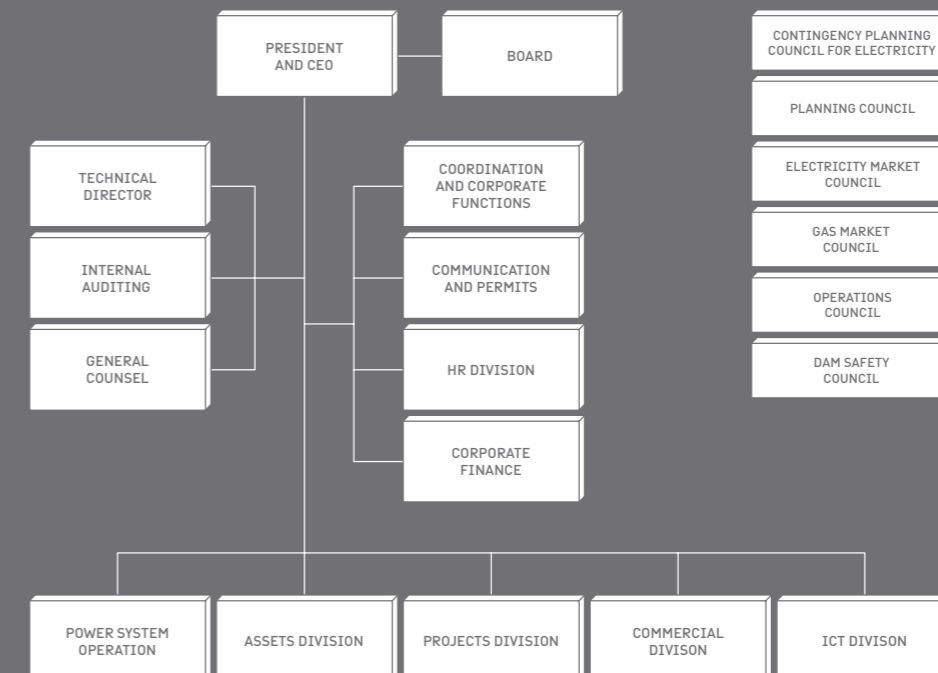 PRESIDENT
AND CEO
BOARD
TECHNICAL
DIRECTOR
INTERNAL
AUDITING
GENERAL
COUNSEL
COORDINATION
AND CORPORATE
FUNCTIONS
COMMUNICATION
AND PERMITS
HR DIVISION
CORPORATE
FINANCE
CONTINGENCY PLANNING
COUNCIL FOR ELECTRICITY
PLANNING COUNCIL
ELECTRICITY MARKET
COUNCIL
GAS MARKET
COUNCIL
OPERATIONS
COUNCIL
DAM SAFETY
COUNCIL
POWER SYSTEM
OPERATION
ASSETS DIVISION
PROJECTS DIVISION
COMMERCIAL
DIVISON
ICT DIVISON